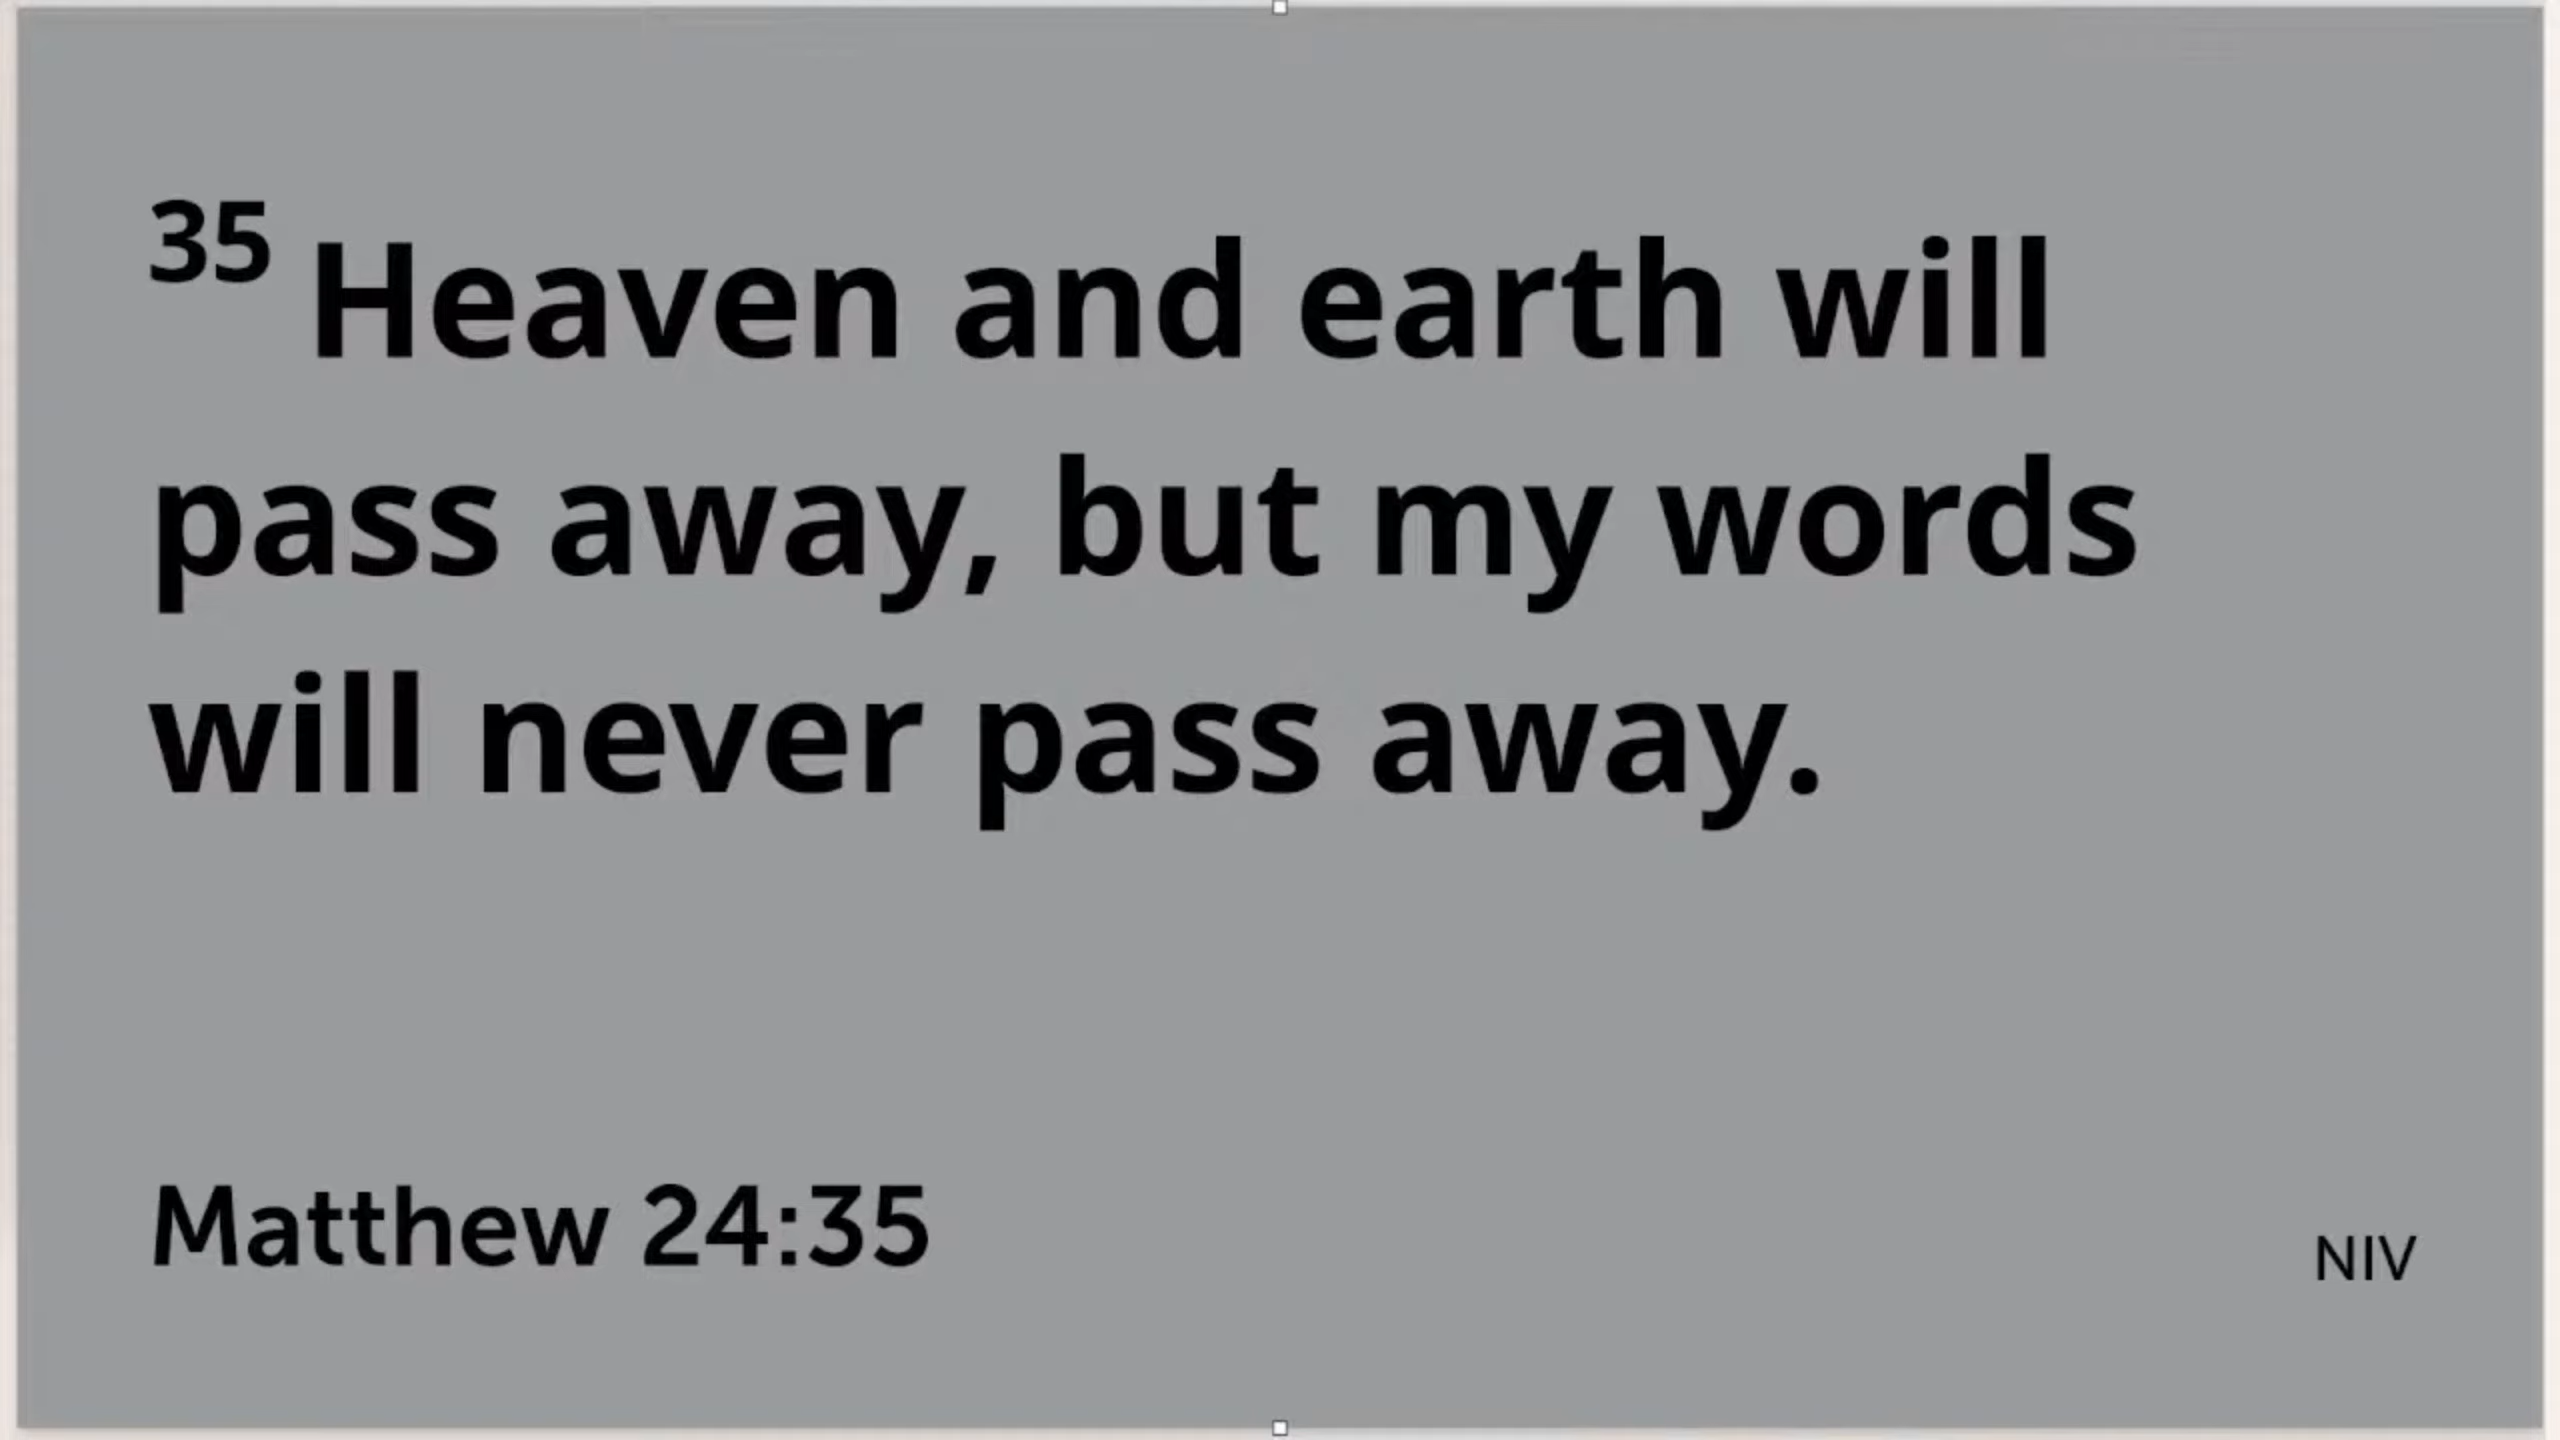 35 Heaven and earth will
pass away, but my words
will never pass away.
Matthew 24:35
NIV